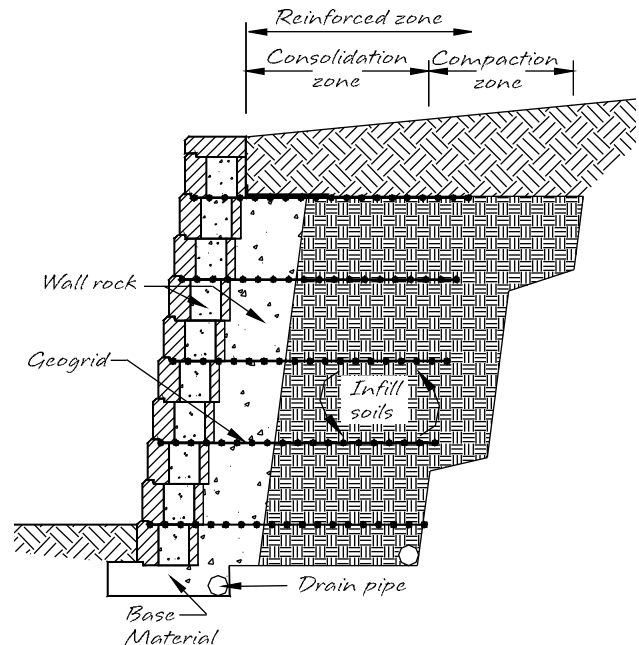 Reinforced zone
Consolidation
zone
Compaction
zone
Wall rock
Geogrid
Infill
soils
Drain pipe
Base
Material